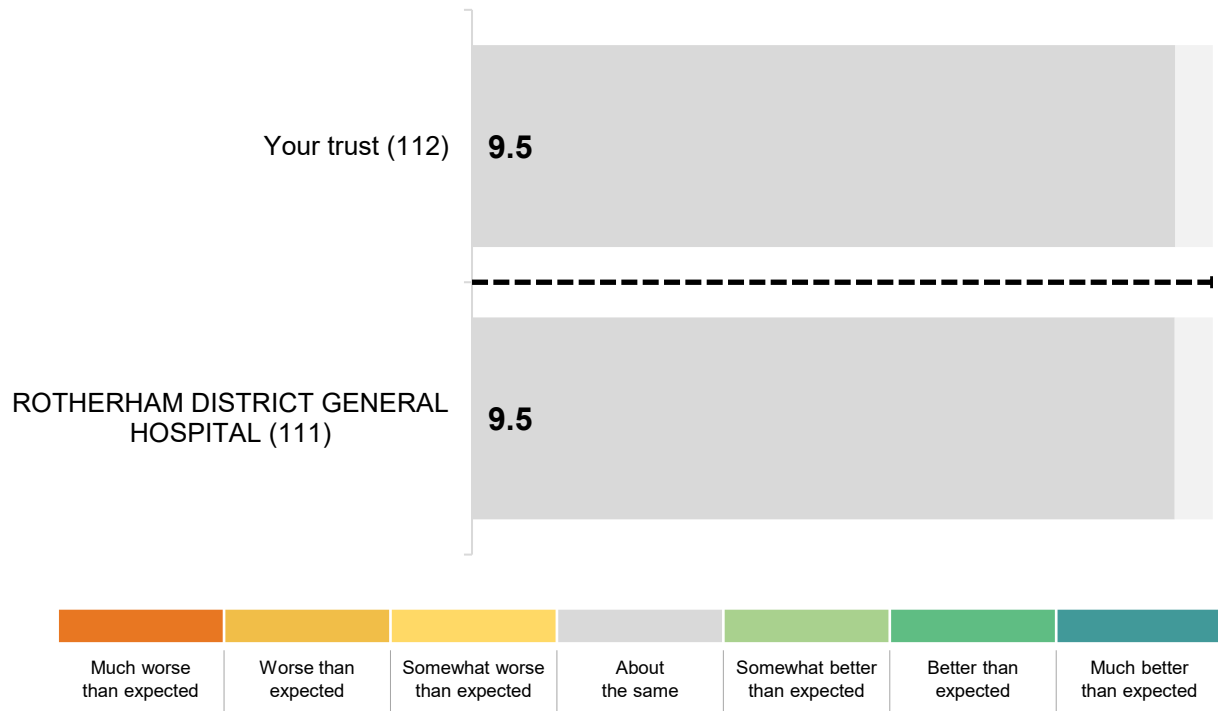 Your trust (112)
9.5
ROTHERHAM DISTRICT GENERAL
HOSPITAL (111)
9.5
Much worse
than expected
Worse than
expected
Somewhat worse
than expected
About
the same
Somewhat better
than expected
Better than
expected
Much better
than expected